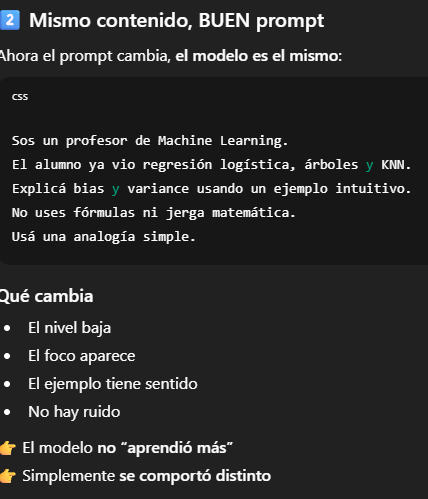 2 Mismo contenido, BUEN prompt
Ahora el prompt cambia, el modelo es el mismo:
css
Sos un profesor de Machine Learning.
El alumno ya vio regresión logística, árboles y KNN.
Explicá bias y variance usando un ejemplo intuitivo.
No uses fórmulas ni jerga matemática.
Usá una analogía simple.
Qué cambia
• El nivel baja
• El foco aparece
• El ejemplo tiene sentido
• No hay ruido
👉 El modelo no “aprendió más”
👉 Simplemente se comportó distinto